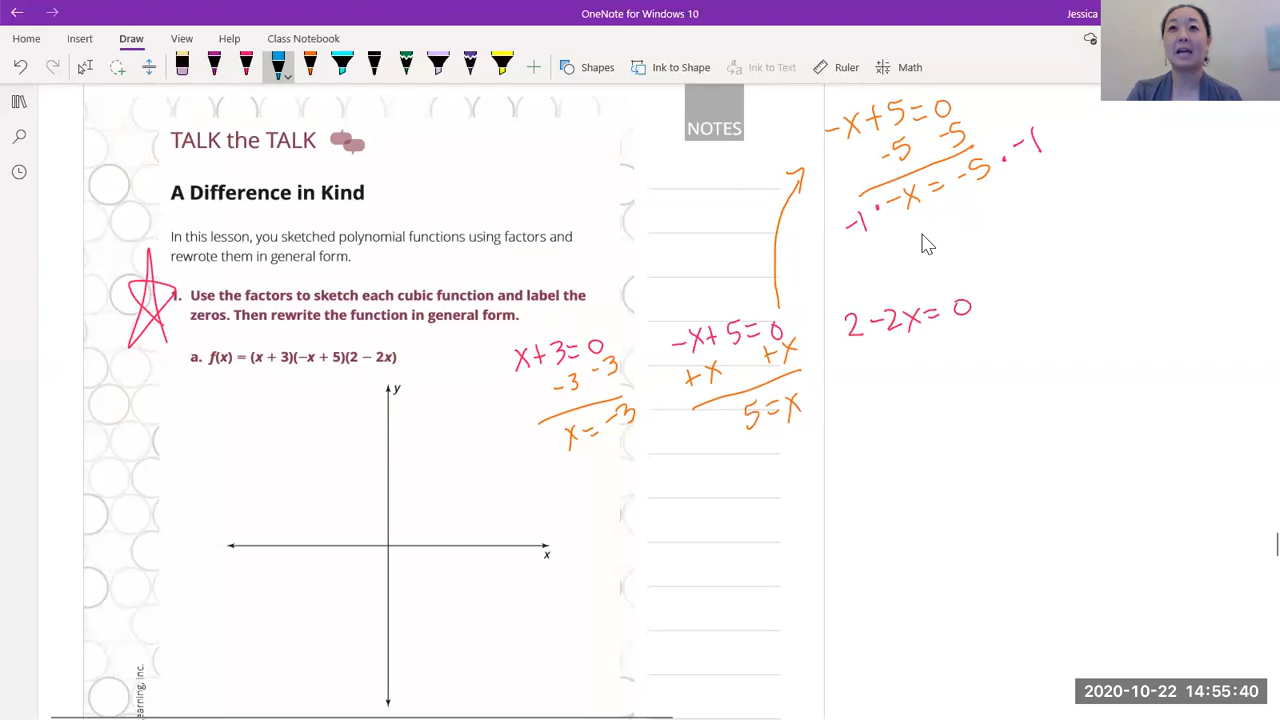 OneNote for Windows 10
Jessica
Home Insert Draw View Help Class Notebook
Shapes Ink to Shape Ink to Text Ruler Math
TALK the TALK
NOTES
A Difference in Kind
In this lesson, you sketched polynomial functions using factors and
rewrote them in general form.
1. Use the factors to sketch each cubic function and label the
zeros. Then rewrite the function in general form.
a. f(x) = (x + 3)(−x + 5)(2 − 2x)
y
x
x+3=0
-3 -3
x=-3
-x+5=0
+x +x
5=x
-x+5=0
-5 -5
-1·-x=-5·-1
2-2x=0
earning, Inc.
2020-10-22 14:55:40